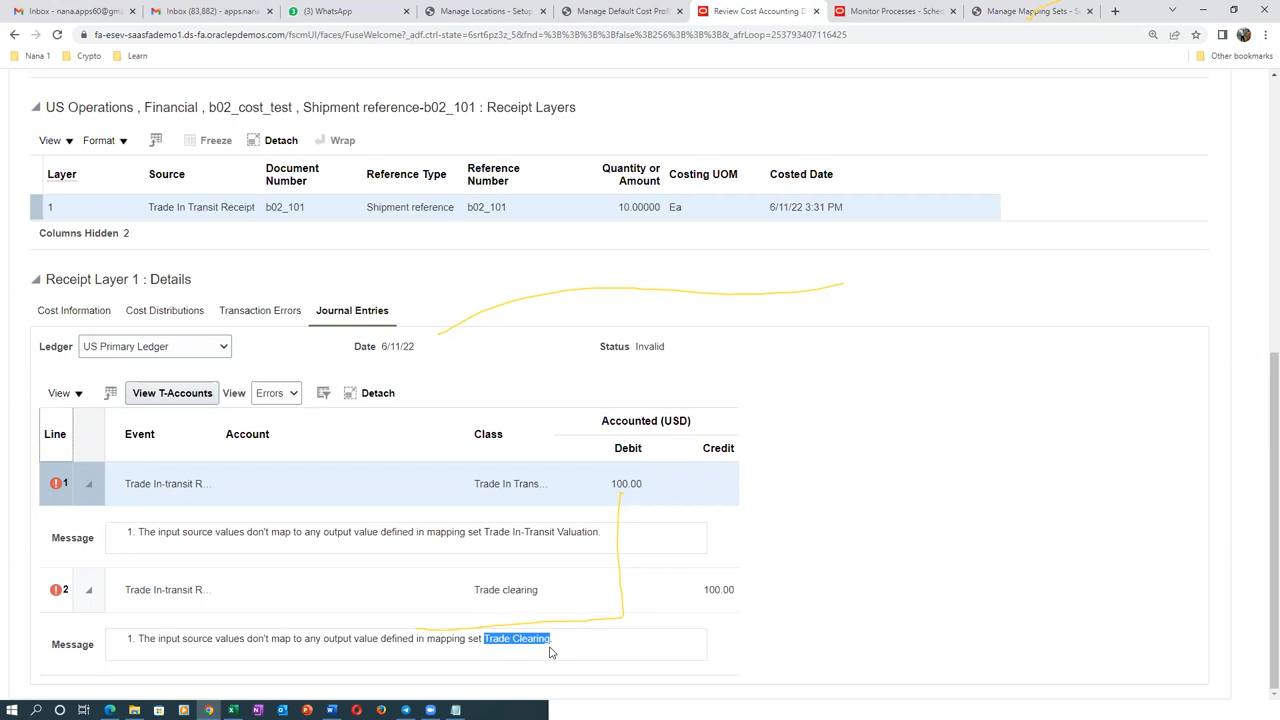 Inbox - nana.apps60@gma
Inbox (83,882) - apps.nana
(3) WhatsApp
Manage Locations - Setup
Manage Default Cost Profi
Review Cost Accounting D
Monitor Processes - Sched
Manage Mapping Sets - Se
fa-esev-saasfademo1.ds-fa.oraclepdemos.com/fscmUI/faces/FuseWelcome?_adf.ctrl-state=6srt6pz3z_5&fnd=%3B%3B%3B%3Bfalse%3B256%3B%3B%3B&_afrLoop=2537934071 16425
Nana 1
Crypto
Learn
Other bookmarks
US Operations , Financial , b02_cost_test , Shipment reference-b02_101 : Receipt Layers
View Format Freeze Detach Wrap
Layer Source Document Number Reference Type Reference Number Quantity or Amount Costing UOM Costed Date
1 Trade In Transit Receipt b02_101 Shipment reference b02_101 10.00000 Ea 6/11/22 3:31 PM
Columns Hidden 2
Receipt Layer 1 : Details
Cost Information Cost Distributions Transaction Errors Journal Entries
Ledger US Primary Ledger Date 6/11/22 Status Invalid
View View T-Accounts View Errors Detach
Accounted (USD)
Line Event Account Class Debit Credit
1 Trade In-transit R... Trade In Trans... 100.00
Message 1. The input source values don't map to any output value defined in mapping set Trade In-Transit Valuation.
2 Trade In-transit R... Trade clearing 100.00
Message 1. The input source values don't map to any output value defined in mapping set Trade Clearing.